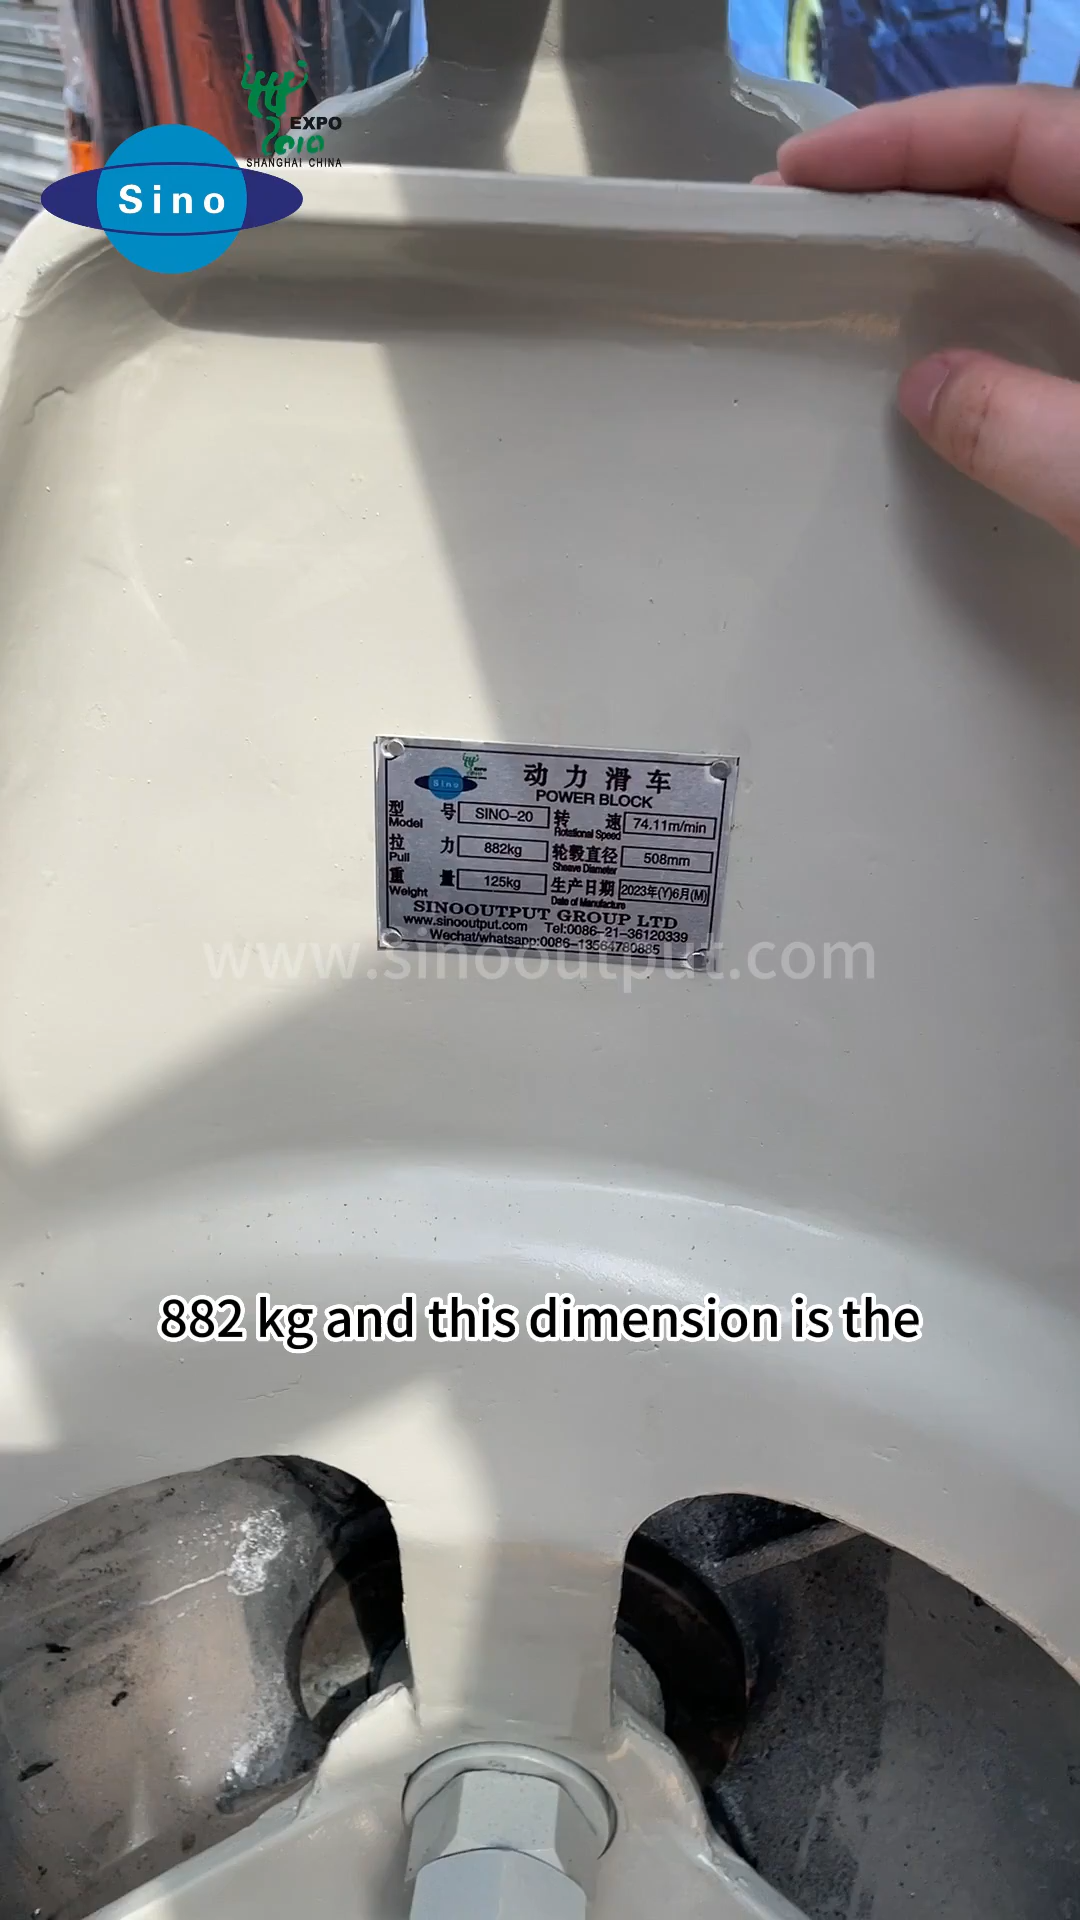 EXPO
2010
SHANGHAI CHINA
Sino
Sino
动力滑车
POWER BLOCK
型号 SINO-20 转速 74.11m/min
Model Rotational Speed
拉力 882kg 轮毂直径 508mm
Pull Sheave Diameter
重量 125kg 生产日期 2023年(Y)6月(M)
Weight Date of Manufacture
SINOOUTPUT GROUP LTD
www.sinooutput.com Tel:0086-21-36120339
Wechat/whatsapp:0086-13564780885
www.sinooutput.com
882 kg and this dimension is the